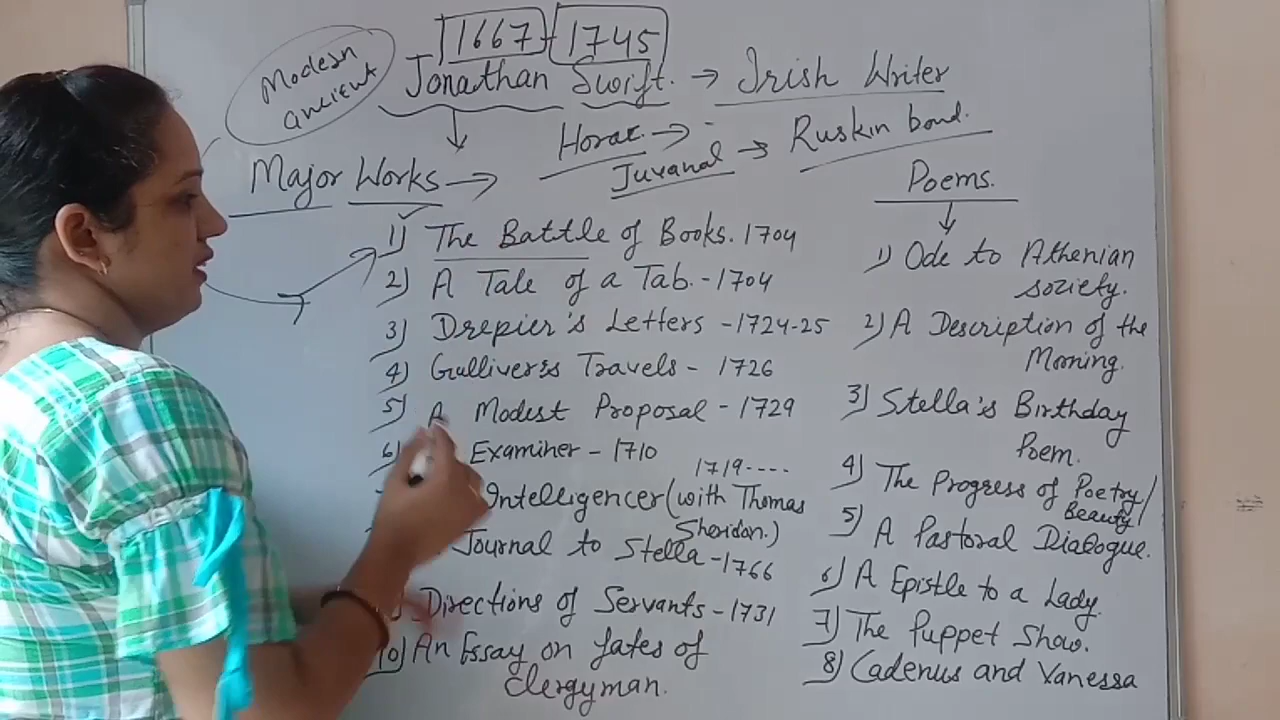 1667 - 1745
Modern
ancient
Jonathan Swift. → Irish Writer
Horac → -
Juvanal → Ruskin bond.
Major Works →
1) The Battle of Books. 1704
2) A Tale of a Tab. - 1704
3) Drepier's Letters - 1724-25
4) Gulliver's Travels - 1726
5) A Modest Proposal - 1729
6) Examiner - 1710
1719----
Intelligencer (with Thomas
Sheridan.)
Journal to Stella - 1766
) Directions of Servants - 1731
10) An Essay on fates of
Clergyman.
Poems.
1) Ode to Athenian
society.
2) A Description of the
Morning.
3) Stella's Birthday
Poem.
4) The Progress of Poetry/
Beauty
5) A Pastoral Dialogue.
6) A Epistle to a Lady.
7) The Puppet Show.
8) Cadenus and Vanessa